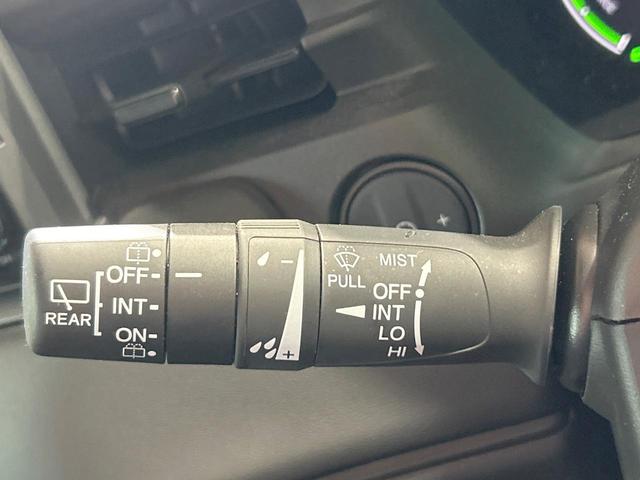 OFF
INT
ON
REAR
−
+
PULL
MIST
OFF
INT
LO
HI
+